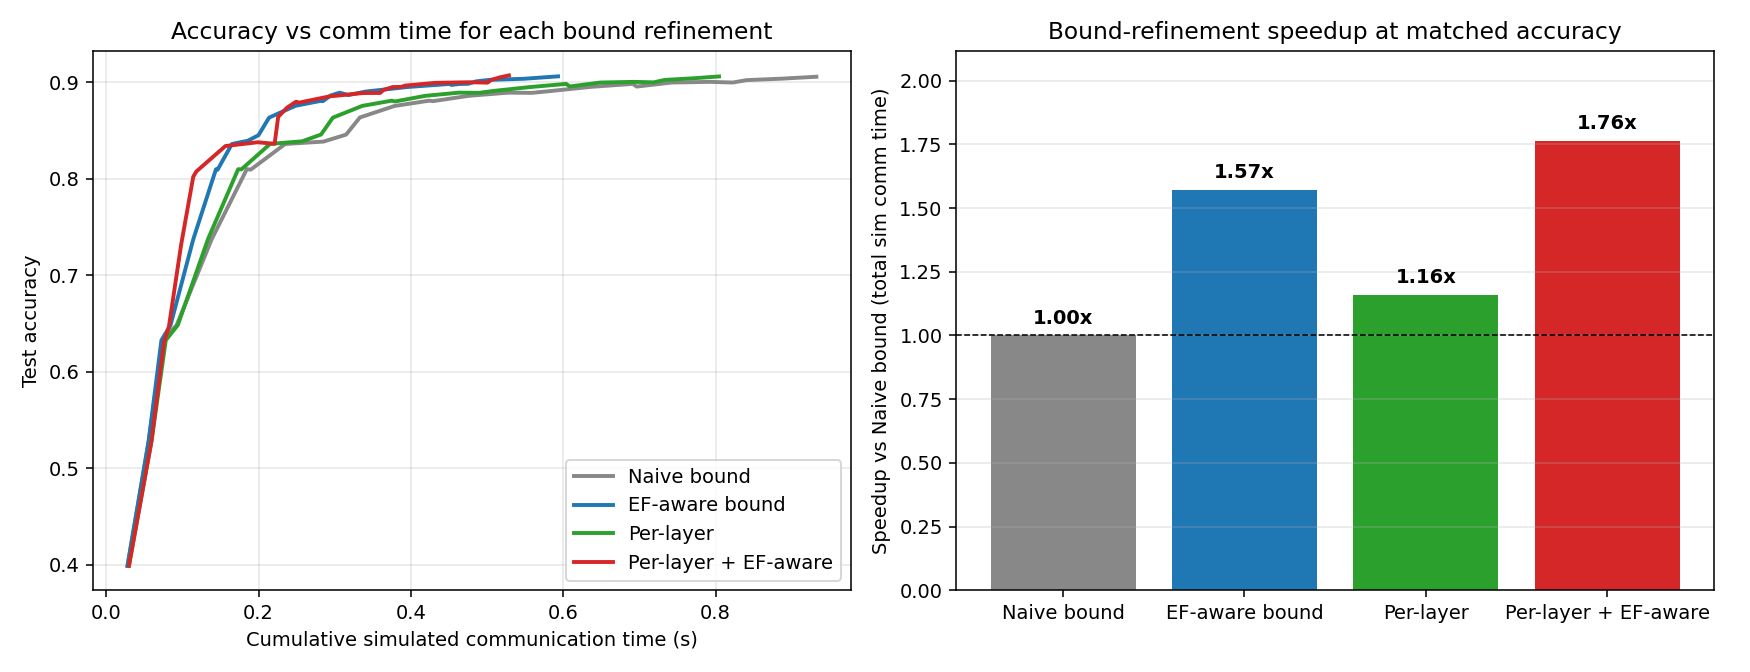 Accuracy vs comm time for each bound refinement
Test accuracy
0.9
0.8
0.7
0.6
0.5
0.4
0.0
0.2
0.4
0.6
0.8
Cumulative simulated communication time (s)
Naive bound
EF-aware bound
Per-layer
Per-layer + EF-aware
Bound-refinement speedup at matched accuracy
Speedup vs Naive bound (total sim comm time)
2.00
1.75
1.50
1.25
1.00
0.75
0.50
0.25
0.00
1.00x
1.57x
1.16x
1.76x
Naive bound
EF-aware bound
Per-layer
Per-layer + EF-aware